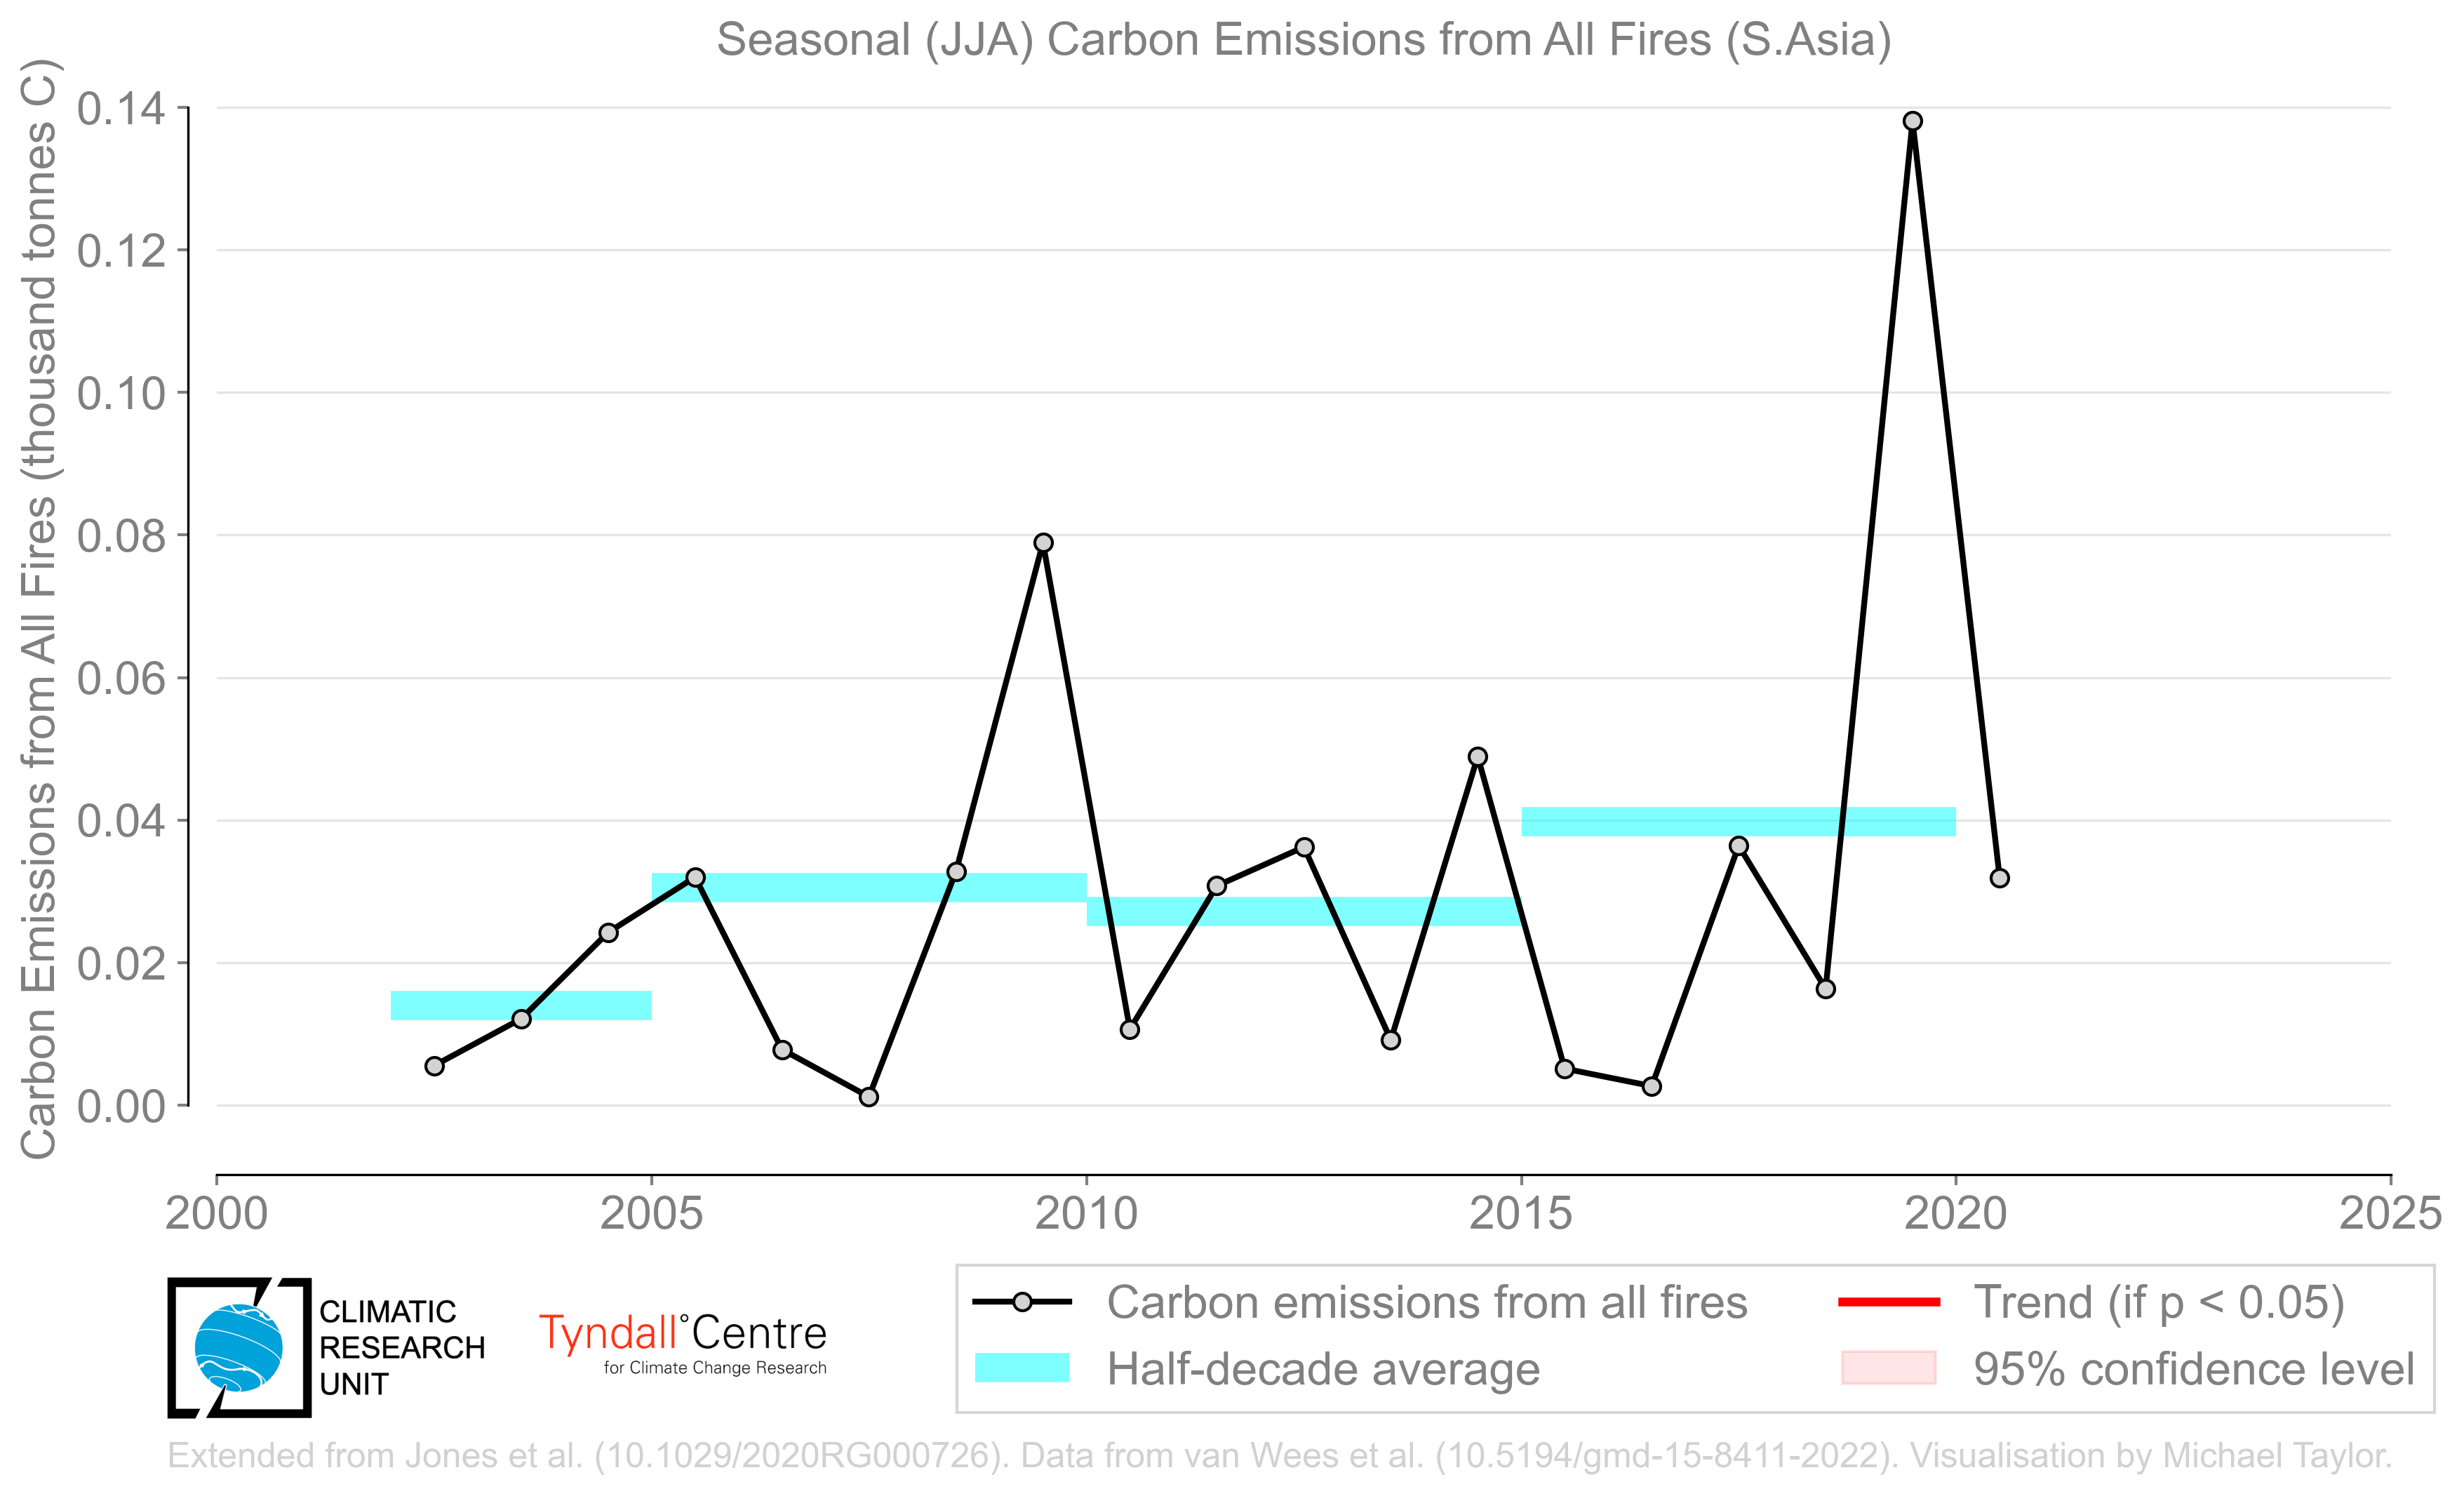 Seasonal (JJA) Carbon Emissions from All Fires (S.Asia)
Carbon Emissions from All Fires (thousand tonnes C)
0.14
0.12
0.10
0.08
0.06
0.04
0.02
0.00
2000 2005 2010 2015 2020 2025
CLIMATIC
RESEARCH
UNIT
Tyndall°Centre
for Climate Change Research
Carbon emissions from all fires
Half-decade average
Trend (if p < 0.05)
95% confidence level
Extended from Jones et al. (10.1029/2020RG000726). Data from van Wees et al. (10.5194/gmd-15-8411-2022). Visualisation by Michael Taylor.